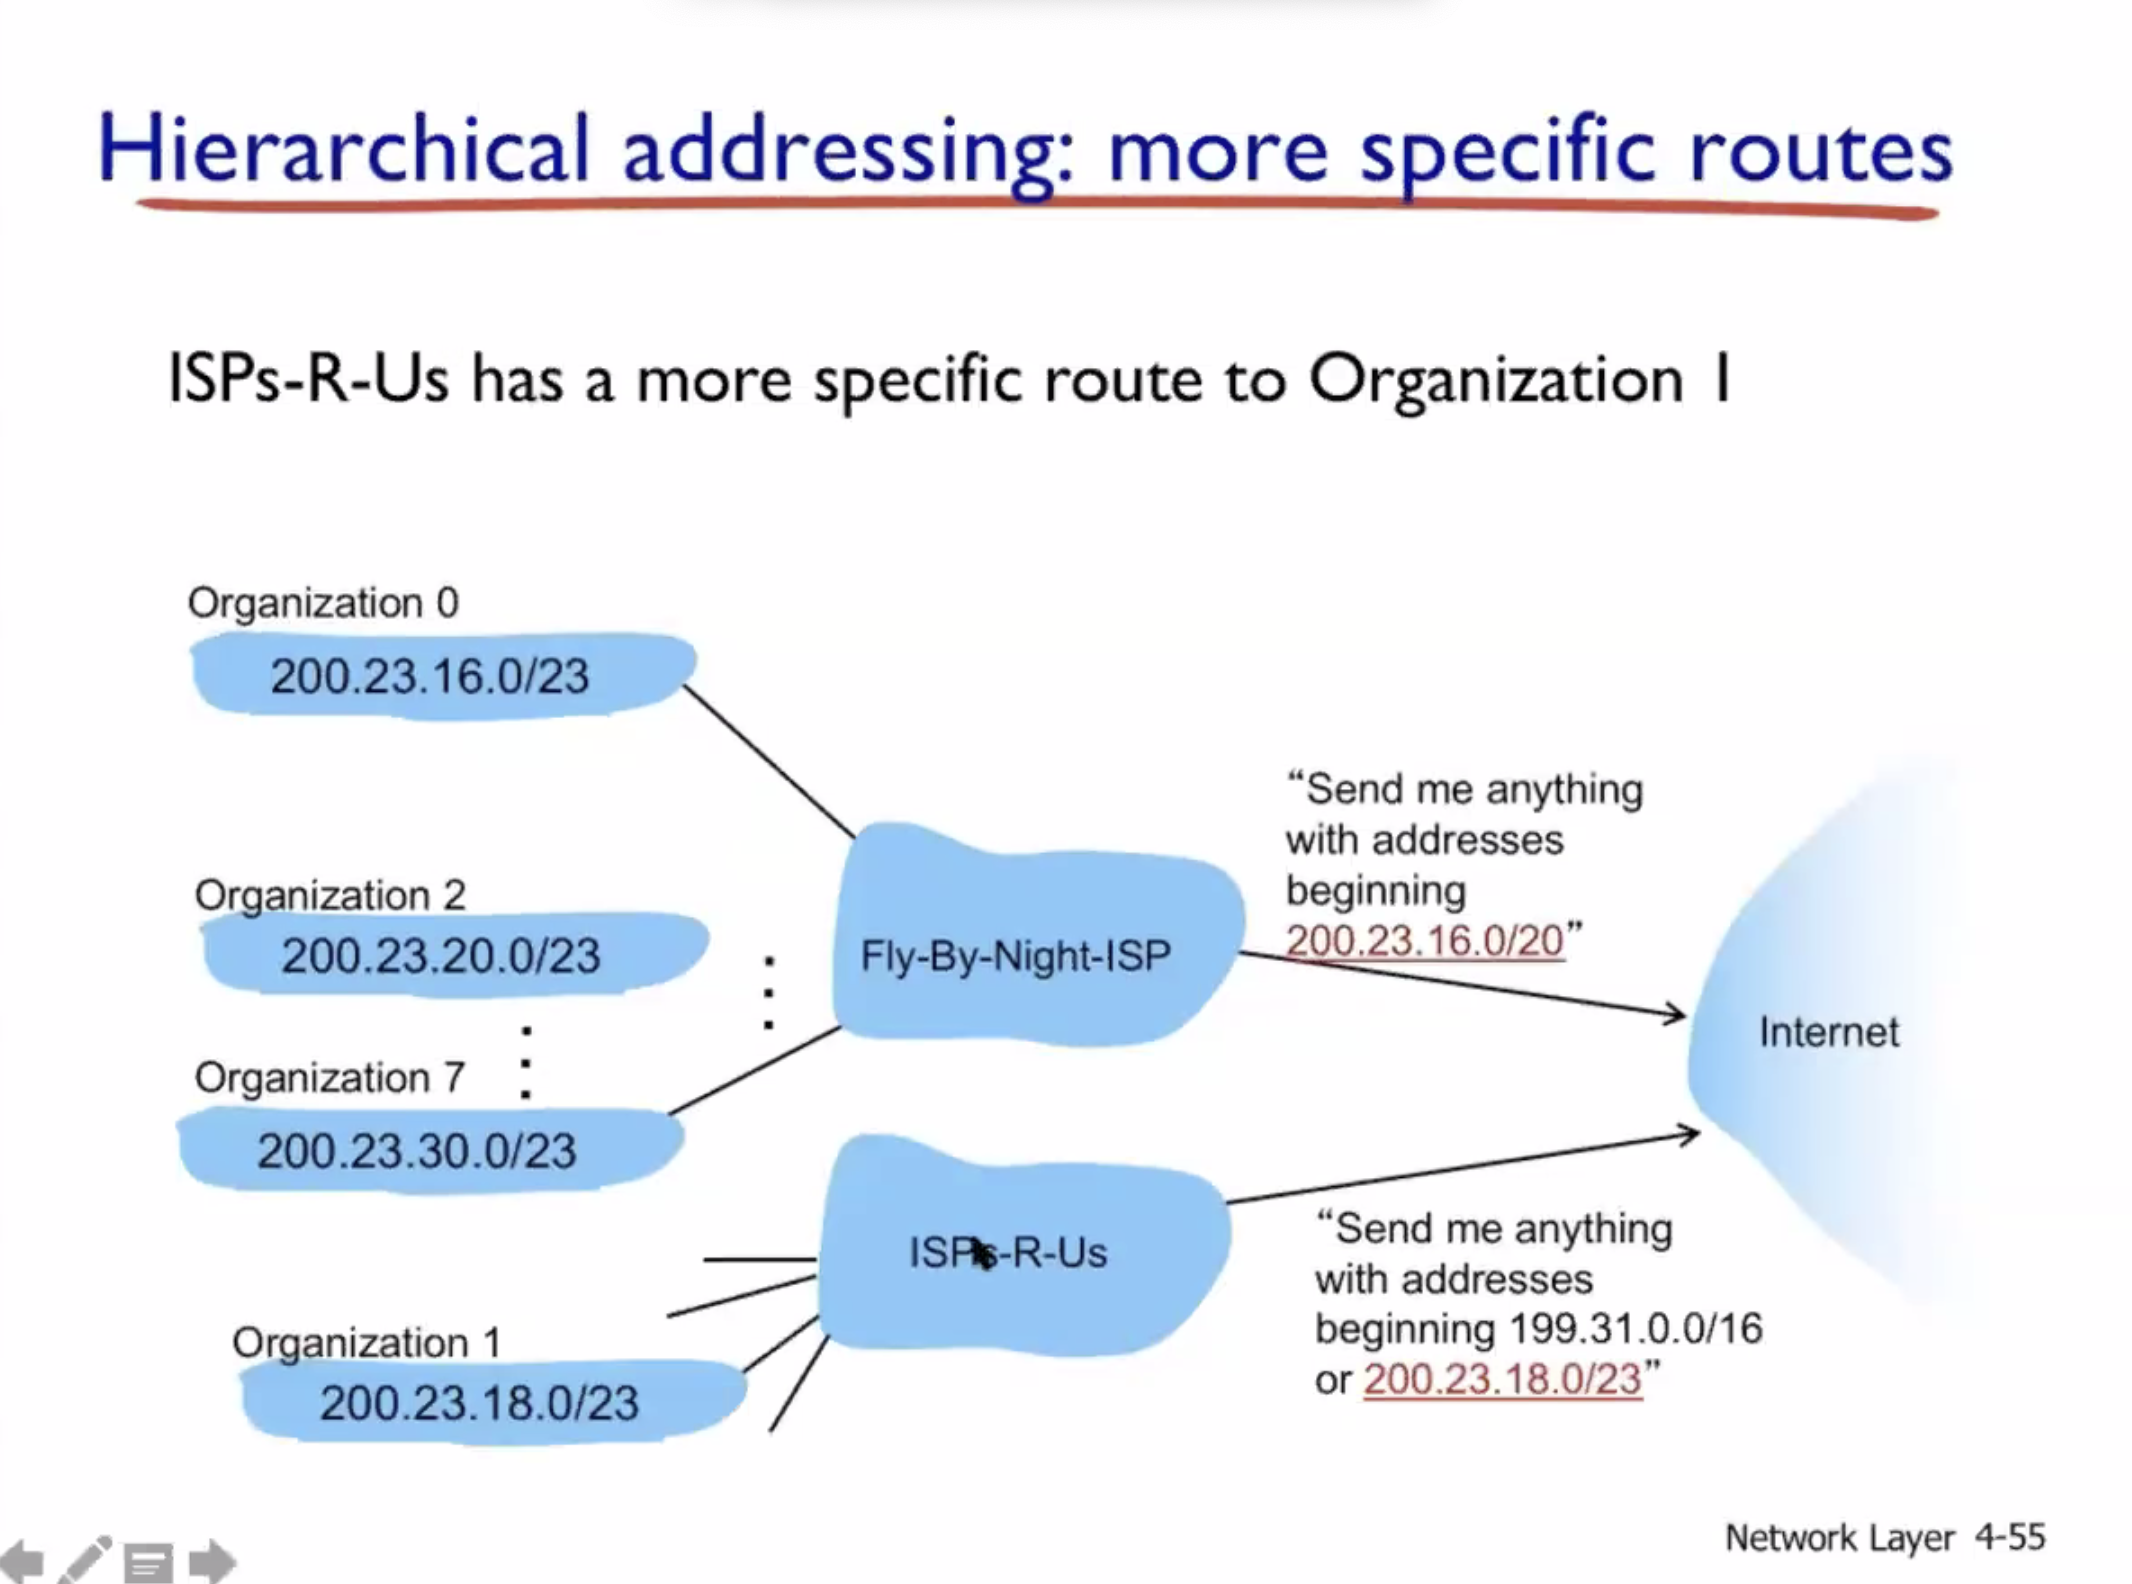 Hierarchical addressing: more specific routes
ISPs-R-Us has a more specific route to Organization 1
Organization 0
200.23.16.0/23
Organization 2
200.23.20.0/23
Organization 7
200.23.30.0/23
Organization 1
200.23.18.0/23
Fly-By-Night-ISP
ISPs-R-Us
“Send me anything
with addresses
beginning
200.23.16.0/20”
Internet
“Send me anything
with addresses
beginning 199.31.0.0/16
or 200.23.18.0/23”
Network Layer 4-55